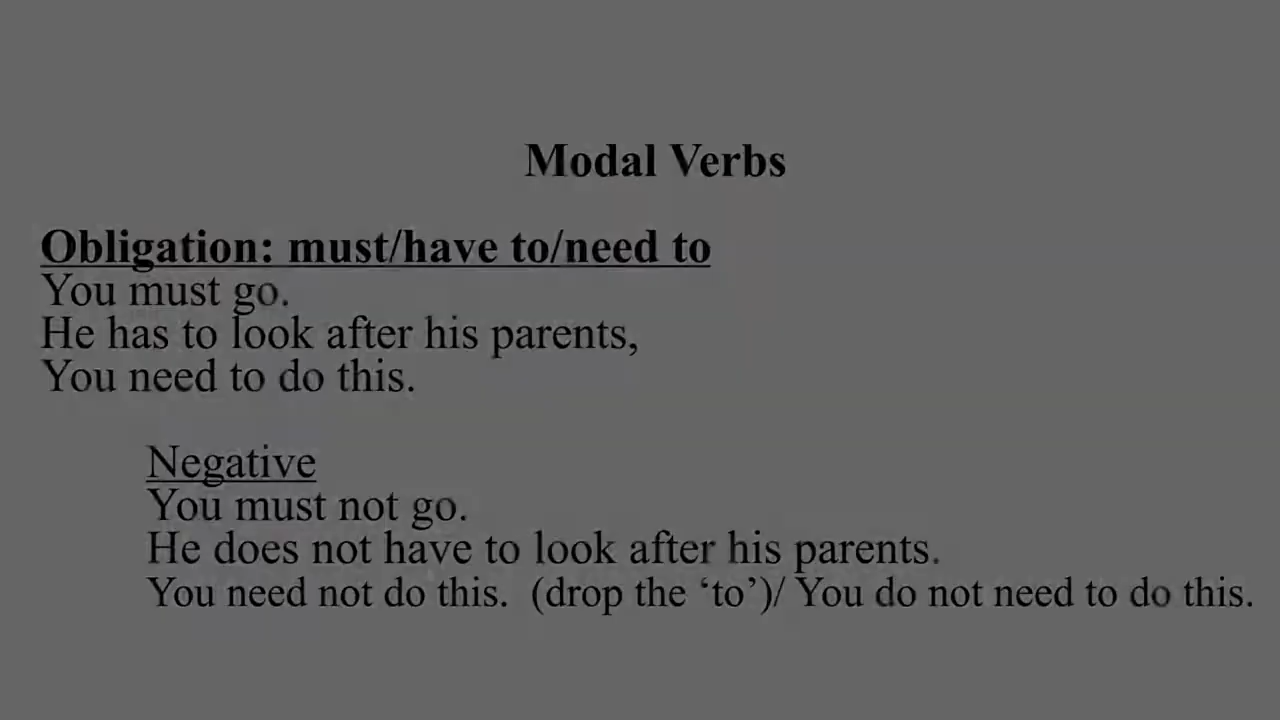 Modal Verbs
Obligation: must/have to/need to
You must go.
He has to look after his parents,
You need to do this.
Negative
You must not go.
He does not have to look after his parents.
You need not do this.  (drop the ‘to’)/ You do not need to do this.